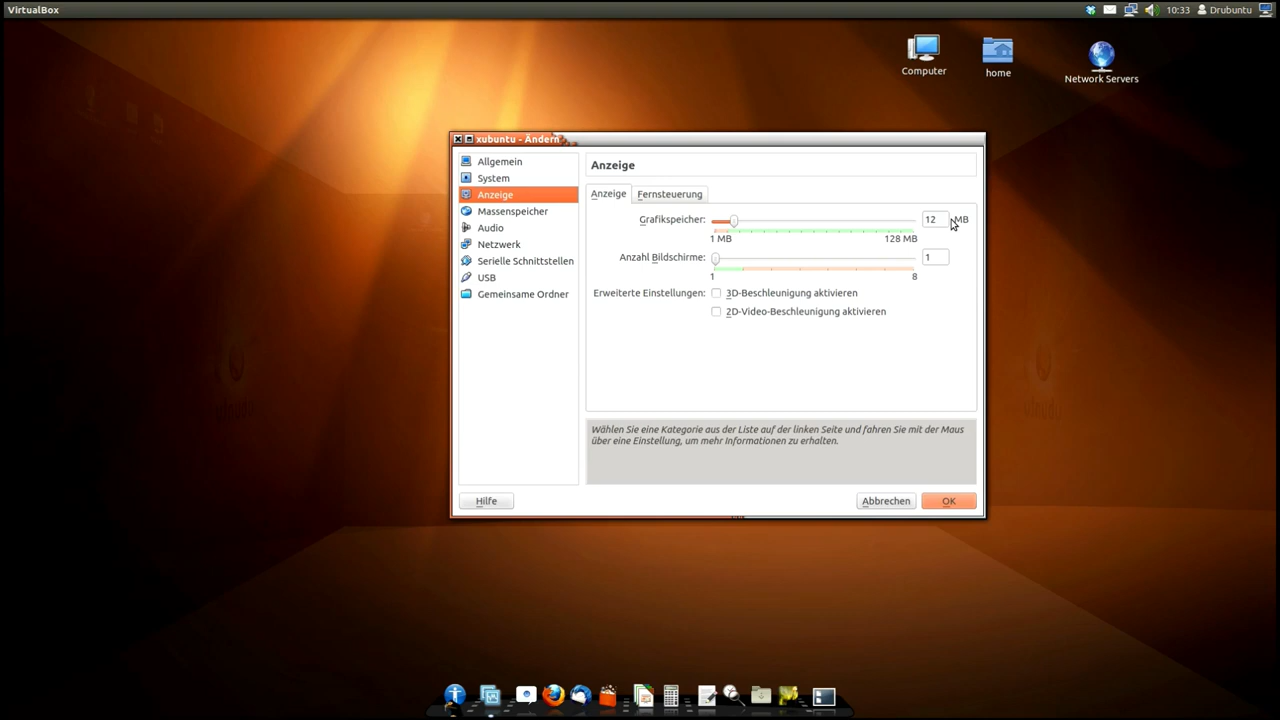 VirtualBox
10:33 Drubuntu
Computer
home
Network Servers
xubuntu - Ändern
Allgemein
System
Anzeige
Massenspeicher
Audio
Netzwerk
Serielle Schnittstellen
USB
Gemeinsame Ordner
Anzeige
Anzeige Fernsteuerung
Grafikspeicher: 12 MB
1 MB 128 MB
Anzahl Bildschirme: 1
1 8
Erweiterte Einstellungen: 3D-Beschleunigung aktivieren
2D-Video-Beschleunigung aktivieren
Wählen Sie eine Kategorie aus der Liste auf der linken Seite und fahren Sie mit der Maus
über eine Einstellung, um mehr Informationen zu erhalten.
Hilfe Abbrechen OK